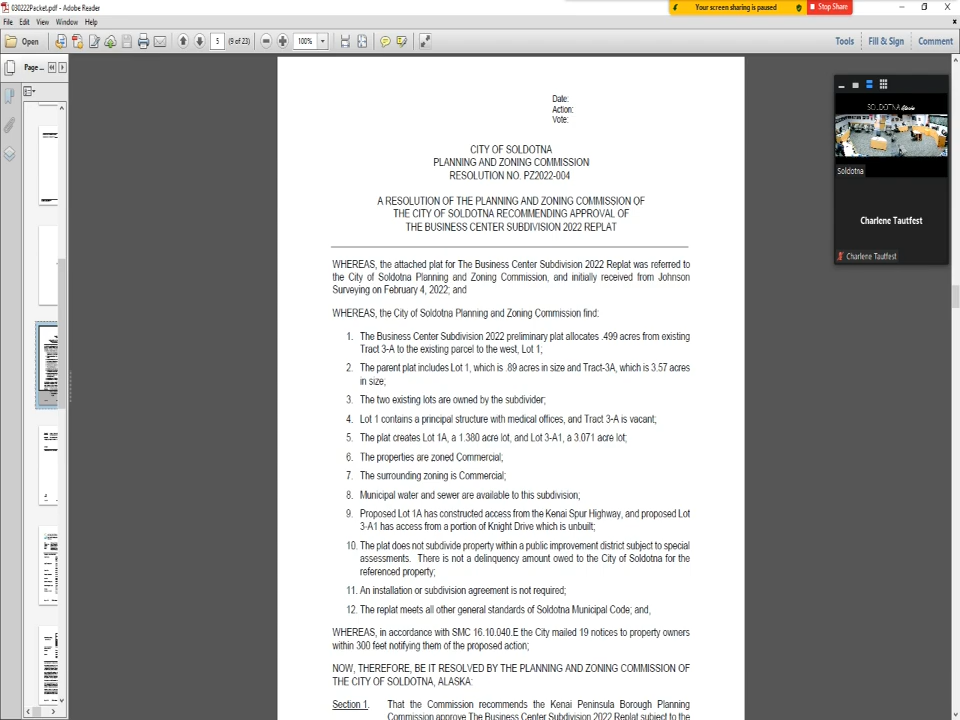 030222Packet.pdf - Adobe Reader
Your screen sharing is paused
Stop Share
File Edit View Window Help
Open
5 (9 of 23)
100%
Tools Fill & Sign Comment
Page...
Date:
Action:
Vote:
CITY OF SOLDOTNA
PLANNING AND ZONING COMMISSION
RESOLUTION NO. PZ2022-004
A RESOLUTION OF THE PLANNING AND ZONING COMMISSION OF
THE CITY OF SOLDOTNA RECOMMENDING APPROVAL OF
THE BUSINESS CENTER SUBDIVISION 2022 REPLAT
WHEREAS, the attached plat for The Business Center Subdivision 2022 Replat was referred to
the City of Soldotna Planning and Zoning Commission, and initially received from Johnson
Surveying on February 4, 2022; and
WHEREAS, the City of Soldotna Planning and Zoning Commission find:
1. The Business Center Subdivision 2022 preliminary plat allocates .499 acres from existing
Tract 3-A to the existing parcel to the west, Lot 1;
2. The parent plat includes Lot 1, which is .89 acres in size and Tract-3A, which is 3.57 acres
in size;
3. The two existing lots are owned by the subdivider;
4. Lot 1 contains a principal structure with medical offices, and Tract 3-A is vacant;
5. The plat creates Lot 1A, a 1.380 acre lot, and Lot 3-A1, a 3.071 acre lot;
6. The properties are zoned Commercial;
7. The surrounding zoning is Commercial;
8. Municipal water and sewer are available to this subdivision;
9. Proposed Lot 1A has constructed access from the Kenai Spur Highway, and proposed Lot
3-A1 has access from a portion of Knight Drive which is unbuilt;
10. The plat does not subdivide property within a public improvement district subject to special
assessments. There is not a delinquency amount owed to the City of Soldotna for the
referenced property;
11. An installation or subdivision agreement is not required;
12. The replat meets all other general standards of Soldotna Municipal Code; and,
WHEREAS, in accordance with SMC 16.10.040.E the City mailed 19 notices to property owners
within 300 feet notifying them of the proposed action;
NOW, THEREFORE, BE IT RESOLVED BY THE PLANNING AND ZONING COMMISSION OF
THE CITY OF SOLDOTNA, ALASKA:
Section 1. That the Commission recommends the Kenai Peninsula Borough Planning
Commission approve The Business Center Subdivision 2022 Replat subject to the
SOLDOTNA
Soldotna
Charlene Tautfest
Charlene Tautfest